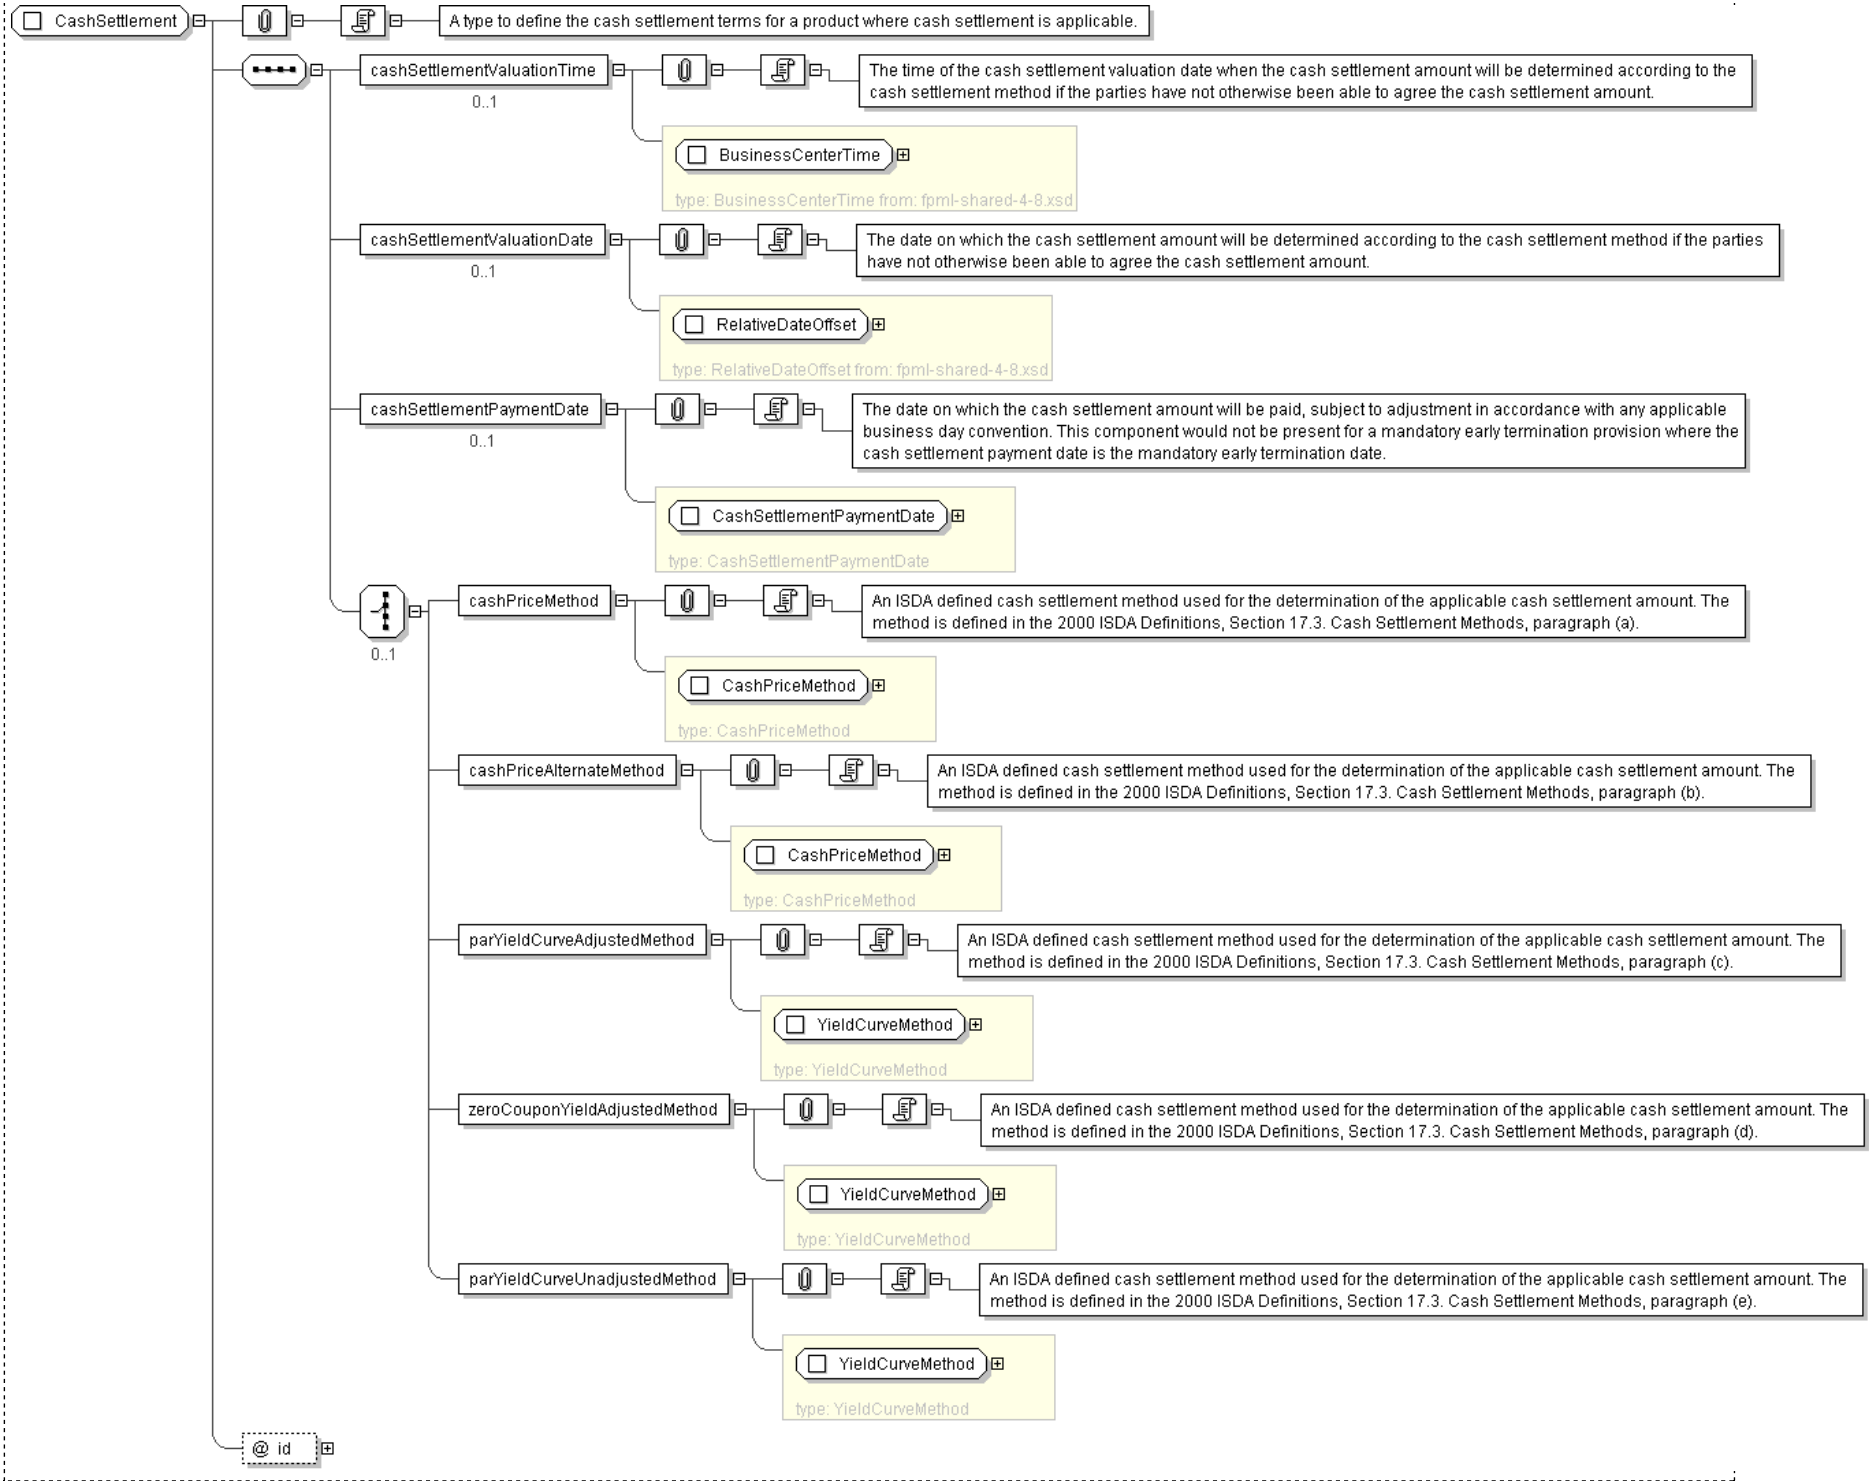 CashSettlement
A type to define the cash settlement terms for a product where cash settlement is applicable.
cashSettlementValuationTime
0..1
The time of the cash settlement valuation date when the cash settlement amount will be determined according to the
cash settlement method if the parties have not otherwise been able to agree the cash settlement amount.
BusinessCenterTime
type: BusinessCenterTime from: fpml-shared-4-8.xsd
cashSettlementValuationDate
0..1
The date on which the cash settlement amount will be determined according to the cash settlement method if the parties
have not otherwise been able to agree the cash settlement amount.
RelativeDateOffset
type: RelativeDateOffset from: fpml-shared-4-8.xsd
cashSettlementPaymentDate
0..1
The date on which the cash settlement amount will be paid, subject to adjustment in accordance with any applicable
business day convention. This component would not be present for a mandatory early termination provision where the
cash settlement payment date is the mandatory early termination date.
CashSettlementPaymentDate
type: CashSettlementPaymentDate
0..1
cashPriceMethod
An ISDA defined cash settlement method used for the determination of the applicable cash settlement amount. The
method is defined in the 2000 ISDA Definitions, Section 17.3. Cash Settlement Methods, paragraph (a).
CashPriceMethod
type: CashPriceMethod
cashPriceAlternateMethod
An ISDA defined cash settlement method used for the determination of the applicable cash settlement amount. The
method is defined in the 2000 ISDA Definitions, Section 17.3. Cash Settlement Methods, paragraph (b).
CashPriceMethod
type: CashPriceMethod
parYieldCurveAdjustedMethod
An ISDA defined cash settlement method used for the determination of the applicable cash settlement amount. The
method is defined in the 2000 ISDA Definitions, Section 17.3. Cash Settlement Methods, paragraph (c).
YieldCurveMethod
type: YieldCurveMethod
zeroCouponYieldAdjustedMethod
An ISDA defined cash settlement method used for the determination of the applicable cash settlement amount. The
method is defined in the 2000 ISDA Definitions, Section 17.3. Cash Settlement Methods, paragraph (d).
YieldCurveMethod
type: YieldCurveMethod
parYieldCurveUnadjustedMethod
An ISDA defined cash settlement method used for the determination of the applicable cash settlement amount. The
method is defined in the 2000 ISDA Definitions, Section 17.3. Cash Settlement Methods, paragraph (e).
YieldCurveMethod
type: YieldCurveMethod
@ id